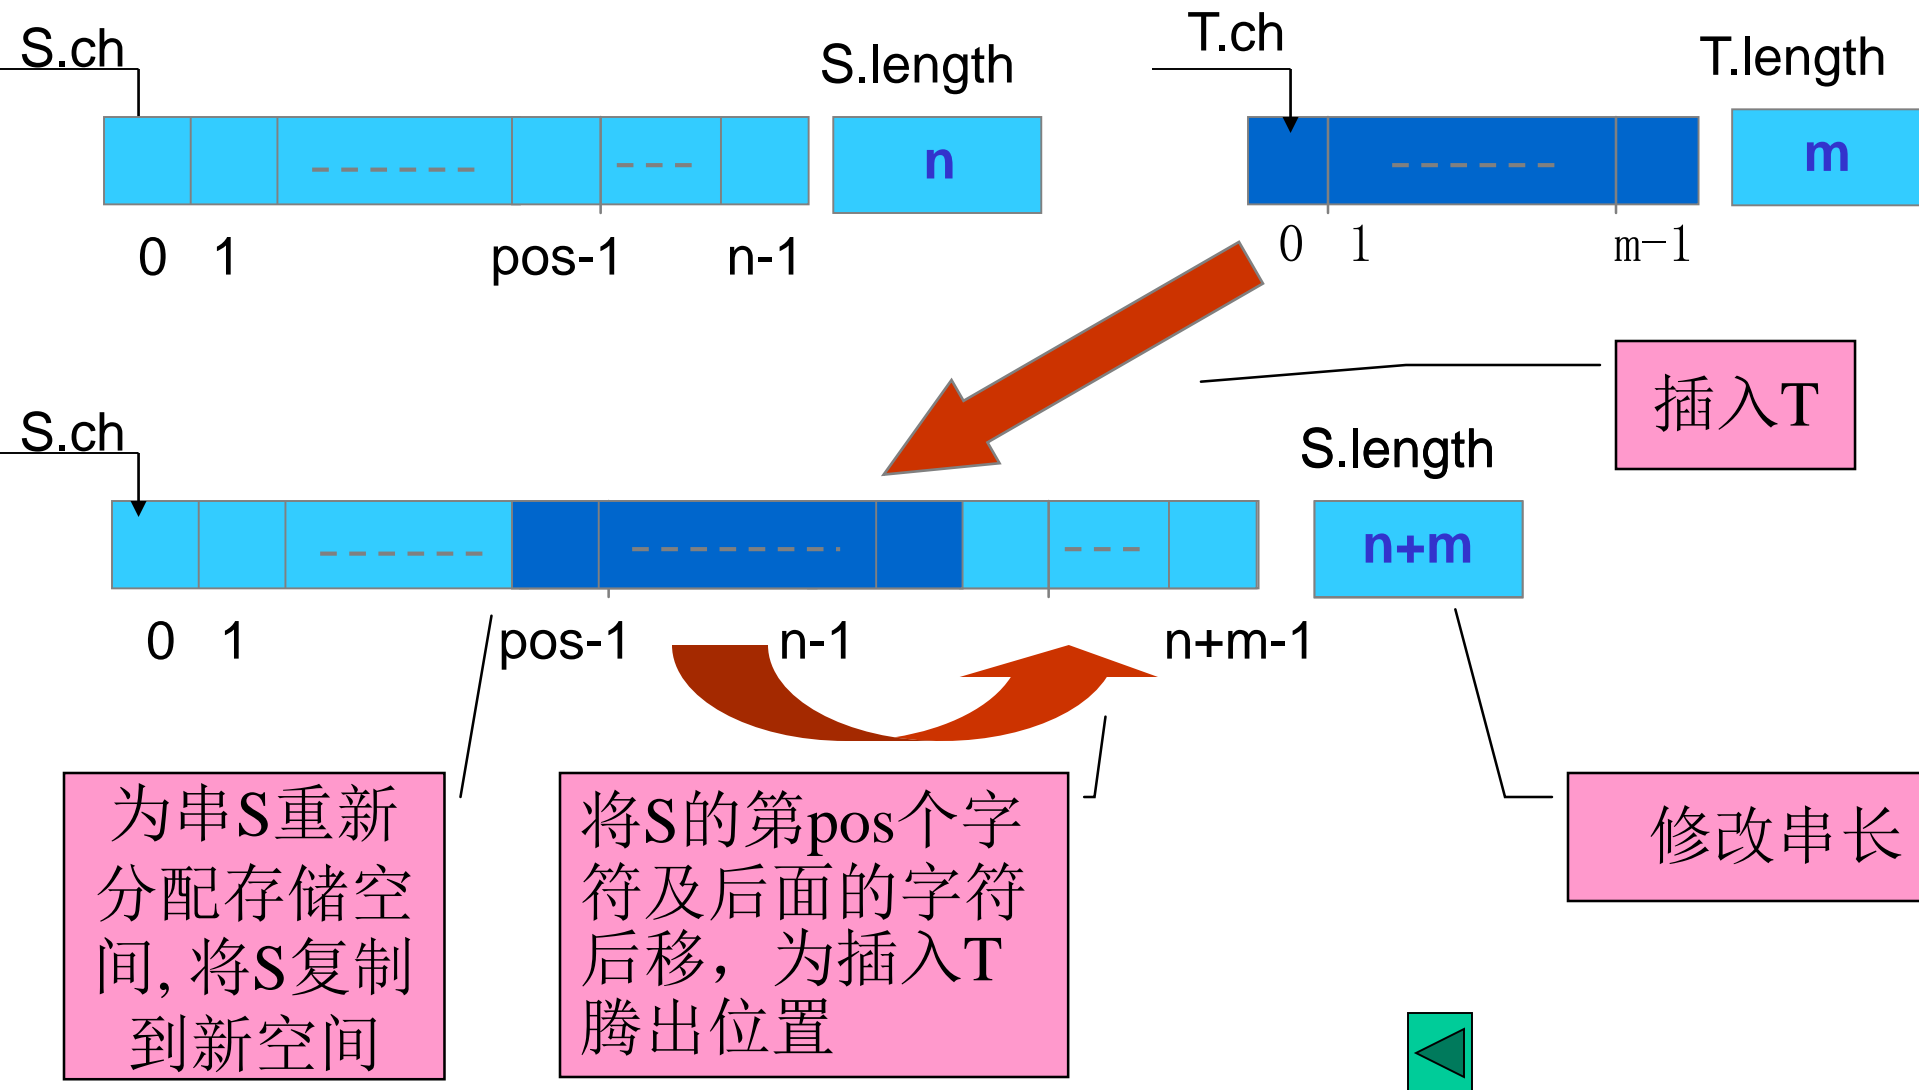 S.ch
S.length
T.ch
T.length
n
m
0 1 pos-1 n-1
0 1 m-1
插入T
S.ch
S.length
n+m
0 1 pos-1 n-1 n+m-1
为串S重新
分配存储空
间,将S复制
到新空间
将S的第pos个字
符及后面的字符
后移，为插入T
腾出位置
修改串长